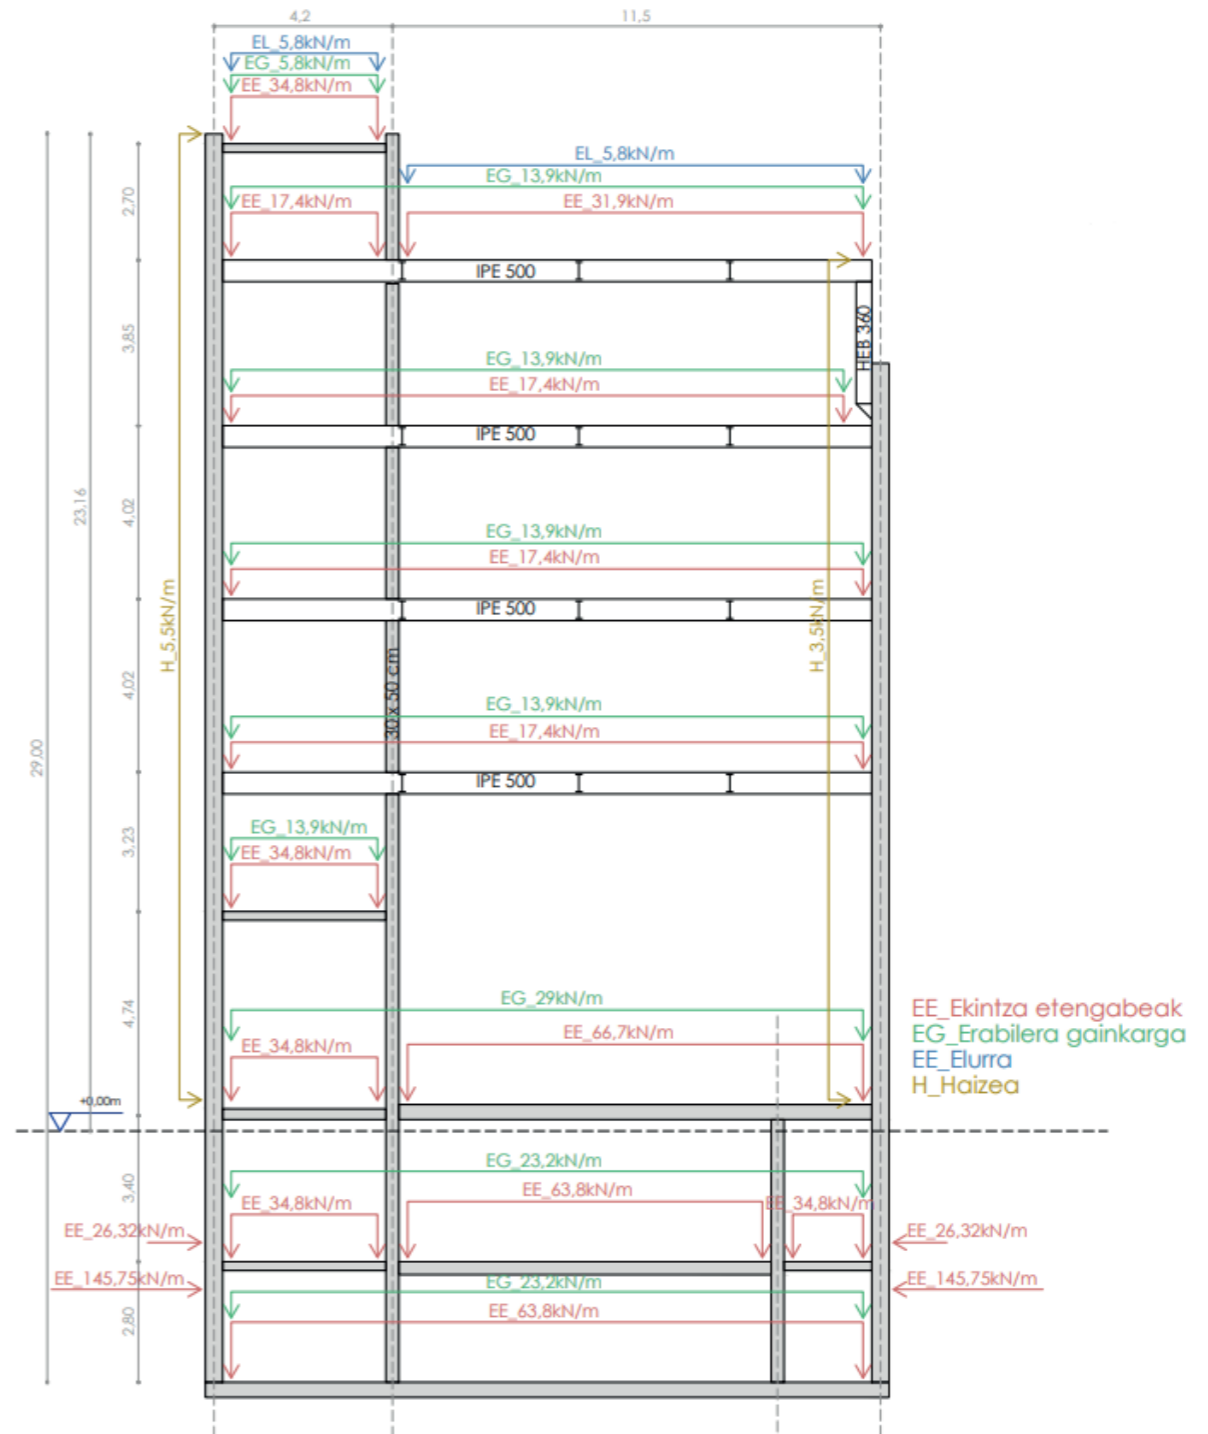 4,2
11,5
EL_5,8kN/m
EG_5,8kN/m
EE_34,8kN/m
EL_5,8kN/m
EG_13,9kN/m
EE_17,4kN/m
EE_31,9kN/m
2,70
IPE 500
HEB 360
3,85
EG_13,9kN/m
EE_17,4kN/m
IPE 500
23,16
4,02
EG_13,9kN/m
EE_17,4kN/m
H_5,5kN/m
H_3,5kN/m
IPE 500
30 x 50 cm
4,02
EG_13,9kN/m
EE_17,4kN/m
29,00
IPE 500
EG_13,9kN/m
3,23
EE_34,8kN/m
EG_29kN/m
4,74
EE_34,8kN/m
EE_66,7kN/m
EE_Ekintza etengabeak
EG_Erabilera gainkarga
EE_Elurra
H_Haizea
+0,00m
EG_23,2kN/m
3,40
EE_34,8kN/m
EE_63,8kN/m
EE_34,8kN/m
EE_26,32kN/m
EE_26,32kN/m
EE_145,75kN/m
EG_23,2kN/m
EE_145,75kN/m
2,80
EE_63,8kN/m